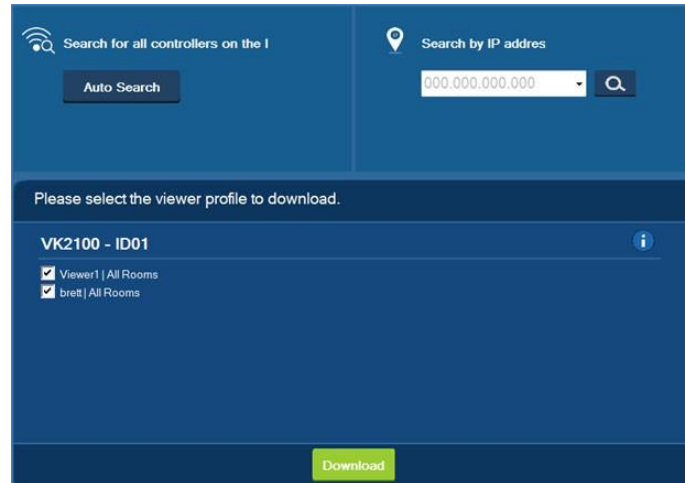 Search for all controllers on the l
Auto Search
Search by IP addres
000.000.000.000
Please select the viewer profile to download.
VK2100 - ID01
Viewer1 | All Rooms
brett | All Rooms
Download